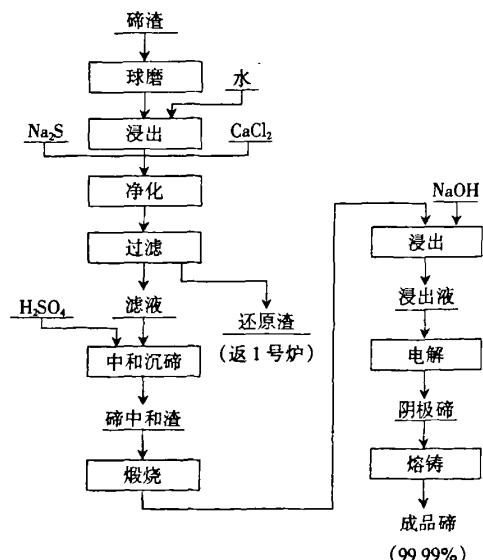 碲渣
球磨
水
浸出
Na₂S
CaCl₂
净化
过滤
滤液
还原渣
(返1号炉)
H₂SO₄
中和沉碲
碲中和渣
煅烧
NaOH
浸出
浸出液
电解
阴极碲
熔铸
成品碲
(99.99%)